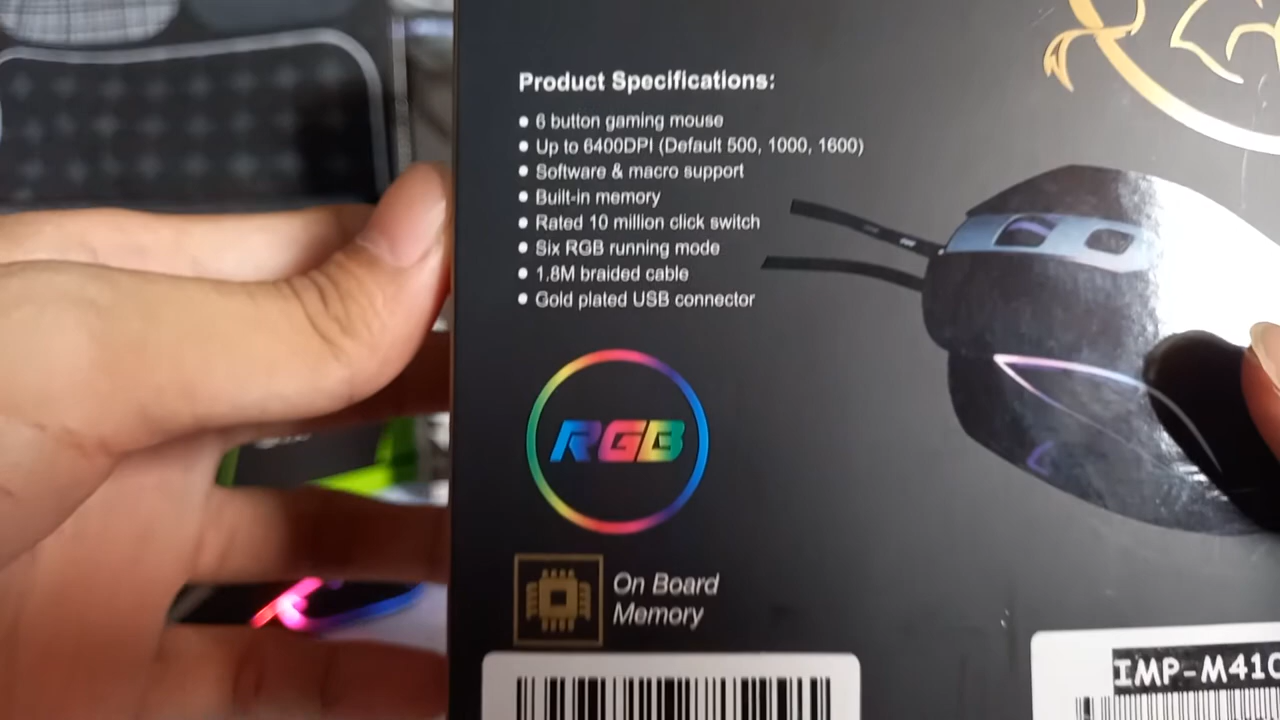 Product Specifications:
6 button gaming mouse
Up to 6400DPI (Default 500, 1000, 1600)
Software & macro support
Built-in memory
Rated 10 million click switch
Six RGB running mode
1.8M braided cable
Gold plated USB connector
RGB
On Board
Memory
IMP-M410